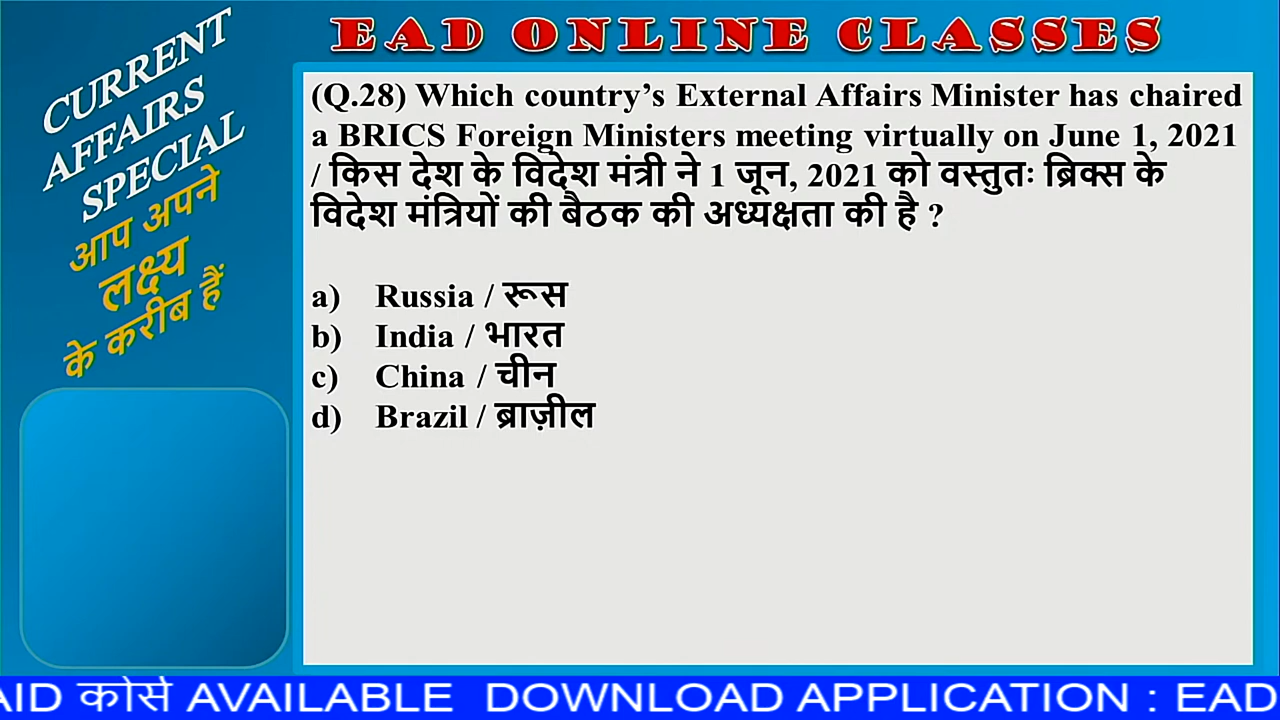 EAD ONLINE CLASSES
CURRENT
AFFAIRS
SPECIAL
आप अपने
लक्ष्य
के करीब हैं
(Q.28) Which country’s External Affairs Minister has chaired
a BRICS Foreign Ministers meeting virtually on June 1, 2021
/ किस देश के विदेश मंत्री ने 1 जून, 2021 को वस्तुतः ब्रिक्स के
विदेश मंत्रियों की बैठक की अध्यक्षता की है ?
a) Russia / रूस
b) India / भारत
c) China / चीन
d) Brazil / ब्राज़ील
AID कोर्स AVAILABLE DOWNLOAD APPLICATION : EAD